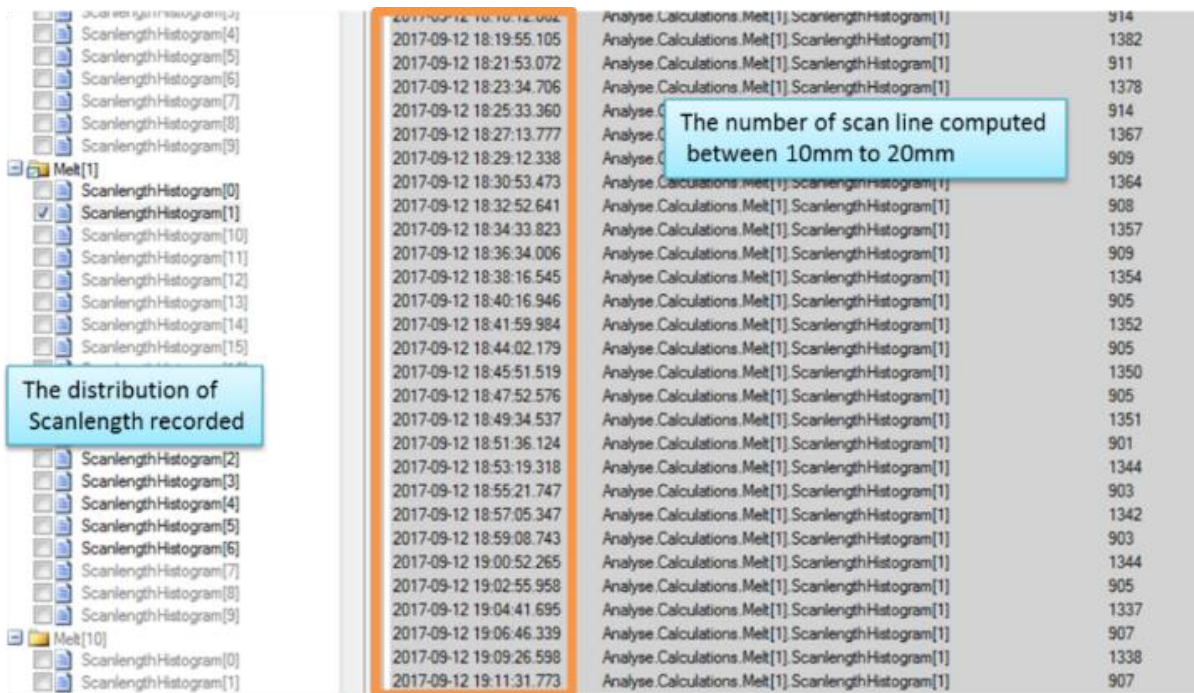 ScanlengthHistogram[4]
ScanlengthHistogram[5]
ScanlengthHistogram[6]
ScanlengthHistogram[7]
ScanlengthHistogram[8]
ScanlengthHistogram[9]
Melt[1]
ScanlengthHistogram[0]
ScanlengthHistogram[1]
ScanlengthHistogram[10]
ScanlengthHistogram[11]
ScanlengthHistogram[12]
ScanlengthHistogram[13]
ScanlengthHistogram[14]
ScanlengthHistogram[15]
The distribution of
Scanlength recorded
ScanlengthHistogram[2]
ScanlengthHistogram[3]
ScanlengthHistogram[4]
ScanlengthHistogram[5]
ScanlengthHistogram[6]
ScanlengthHistogram[7]
ScanlengthHistogram[8]
ScanlengthHistogram[9]
Melt[10]
ScanlengthHistogram[0]
ScanlengthHistogram[1]
Analyse.Calculations.Melt[1].ScanlengthHistogram[1] 914
2017-09-12 18:19:55.105 Analyse.Calculations.Melt[1].ScanlengthHistogram[1] 1382
2017-09-12 18:21:53.072 Analyse.Calculations.Melt[1].ScanlengthHistogram[1] 911
2017-09-12 18:23:34.706 Analyse.Calculations.Melt[1].ScanlengthHistogram[1] 1378
2017-09-12 18:25:33.360 914
2017-09-12 18:27:13.777 1367
2017-09-12 18:29:12.338 909
The number of scan line computed
between 10mm to 20mm
2017-09-12 18:30:53.473 Analyse.Calculations.Melt[1].ScanlengthHistogram[1] 1364
2017-09-12 18:32:52.641 Analyse.Calculations.Melt[1].ScanlengthHistogram[1] 908
2017-09-12 18:34:33.823 Analyse.Calculations.Melt[1].ScanlengthHistogram[1] 1357
2017-09-12 18:36:34.006 Analyse.Calculations.Melt[1].ScanlengthHistogram[1] 909
2017-09-12 18:38:16.545 Analyse.Calculations.Melt[1].ScanlengthHistogram[1] 1354
2017-09-12 18:40:16.946 Analyse.Calculations.Melt[1].ScanlengthHistogram[1] 905
2017-09-12 18:41:59.984 Analyse.Calculations.Melt[1].ScanlengthHistogram[1] 1352
2017-09-12 18:44:02.179 Analyse.Calculations.Melt[1].ScanlengthHistogram[1] 905
2017-09-12 18:45:51.519 Analyse.Calculations.Melt[1].ScanlengthHistogram[1] 1350
2017-09-12 18:47:52.576 Analyse.Calculations.Melt[1].ScanlengthHistogram[1] 905
2017-09-12 18:49:34.537 Analyse.Calculations.Melt[1].ScanlengthHistogram[1] 1351
2017-09-12 18:51:36.124 Analyse.Calculations.Melt[1].ScanlengthHistogram[1] 901
2017-09-12 18:53:19.318 Analyse.Calculations.Melt[1].ScanlengthHistogram[1] 1344
2017-09-12 18:55:21.747 Analyse.Calculations.Melt[1].ScanlengthHistogram[1] 903
2017-09-12 18:57:05.347 Analyse.Calculations.Melt[1].ScanlengthHistogram[1] 1342
2017-09-12 18:59:08.743 Analyse.Calculations.Melt[1].ScanlengthHistogram[1] 903
2017-09-12 19:00:52.265 Analyse.Calculations.Melt[1].ScanlengthHistogram[1] 1344
2017-09-12 19:02:55.958 Analyse.Calculations.Melt[1].ScanlengthHistogram[1] 905
2017-09-12 19:04:41.695 Analyse.Calculations.Melt[1].ScanlengthHistogram[1] 1337
2017-09-12 19:06:46.339 Analyse.Calculations.Melt[1].ScanlengthHistogram[1] 907
2017-09-12 19:09:26.598 Analyse.Calculations.Melt[1].ScanlengthHistogram[1] 1338
2017-09-12 19:11:31.773 Analyse.Calculations.Melt[1].ScanlengthHistogram[1] 907